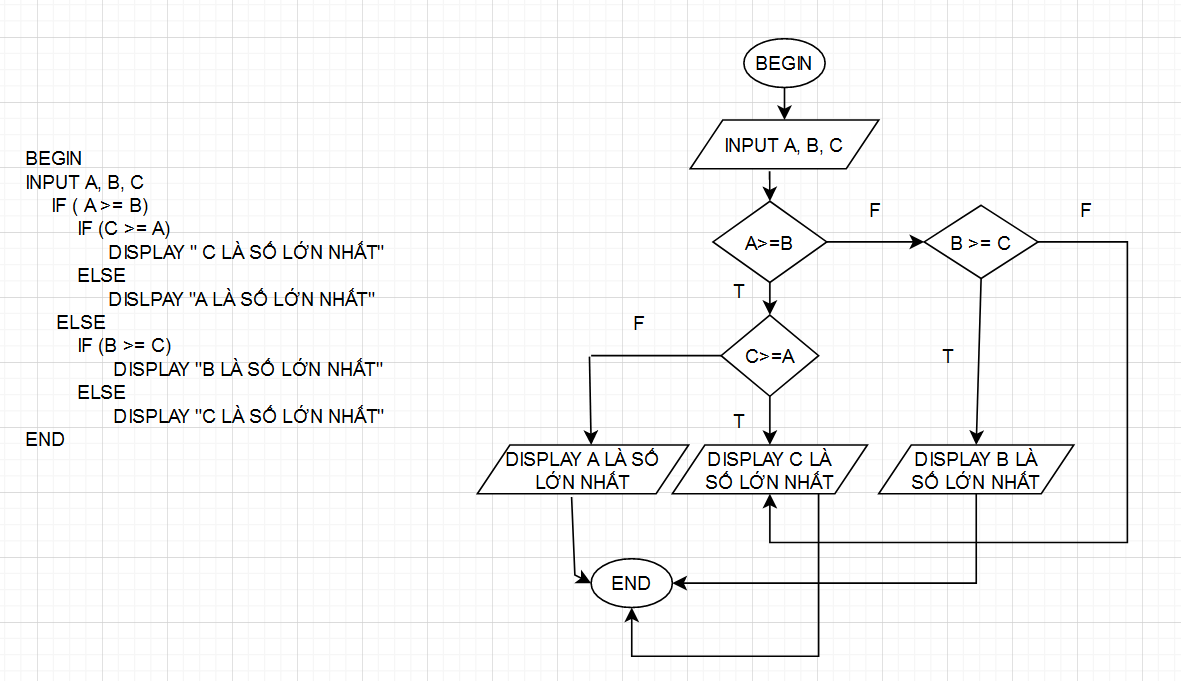 BEGIN
INPUT A, B, C
IF ( A >= B)
IF (C >= A)
DISPLAY " C LÀ SỐ LỚN NHẤT"
ELSE
DISLPAY "A LÀ SỐ LỚN NHẤT"
ELSE
IF (B >= C)
DISPLAY "B LÀ SỐ LỚN NHẤT"
ELSE
DISPLAY "C LÀ SỐ LỚN NHẤT"
END
BEGIN
INPUT A, B, C
A>=B
F
B >= C
F
T
F
C>=A
T
T
DISPLAY A LÀ SỐ
LỚN NHẤT
DISPLAY C LÀ
SỐ LỚN NHẤT
DISPLAY B LÀ
SỐ LỚN NHẤT
END